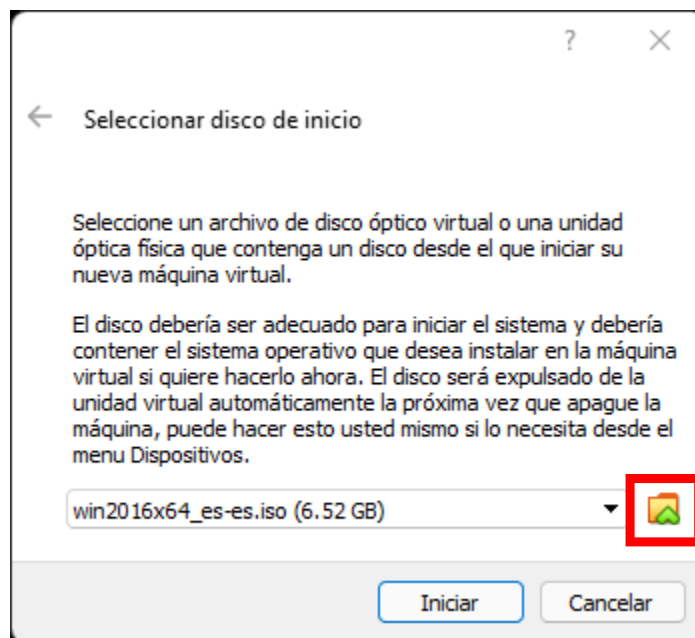 Seleccionar disco de inicio
Seleccione un archivo de disco óptico virtual o una unidad
óptica física que contenga un disco desde el que iniciar su
nueva máquina virtual.
El disco debería ser adecuado para iniciar el sistema y debería
contener el sistema operativo que desea instalar en la máquina
virtual si quiere hacerlo ahora. El disco será expulsado de la
unidad virtual automáticamente la próxima vez que apague la
máquina, puede hacer esto usted mismo si lo necesita desde el
menu Dispositivos.
win2016x64_es-es.iso (6.52 GB)
Iniciar
Cancelar